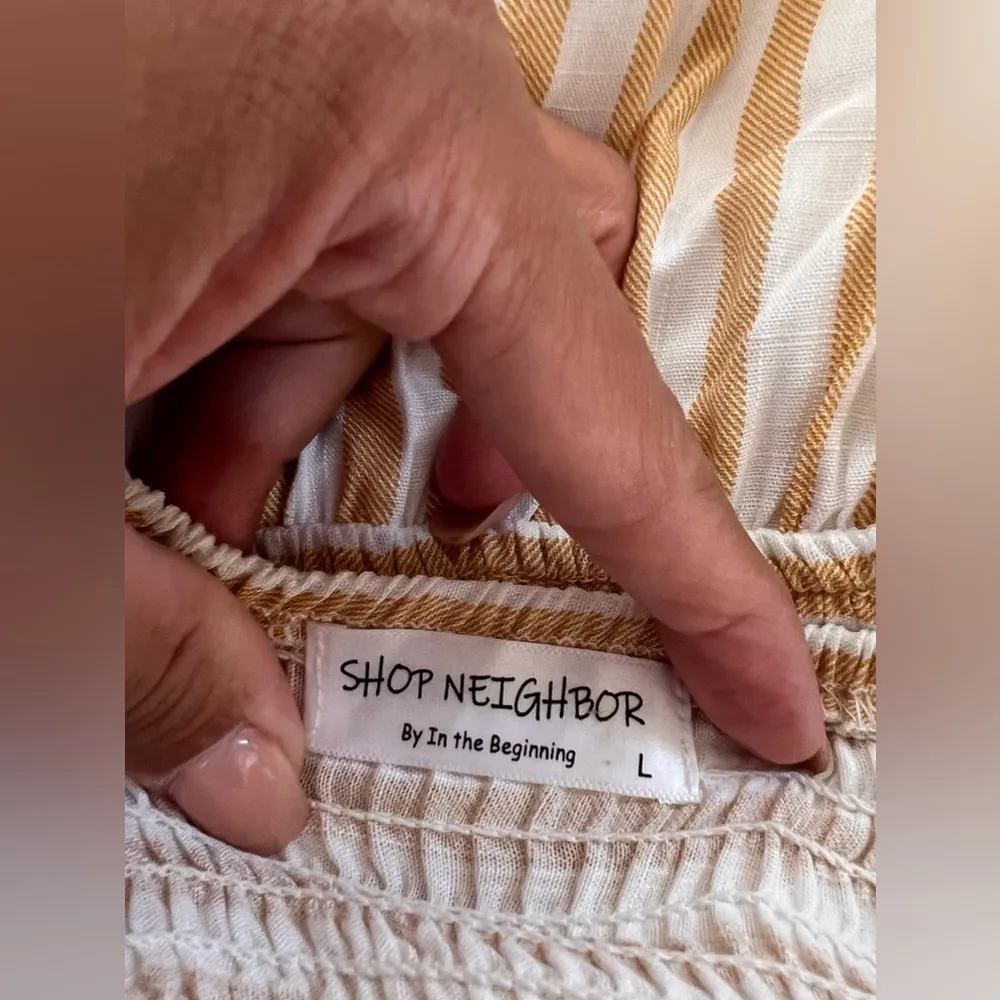 SHOP NEIGHBOR
By In the Beginning
L